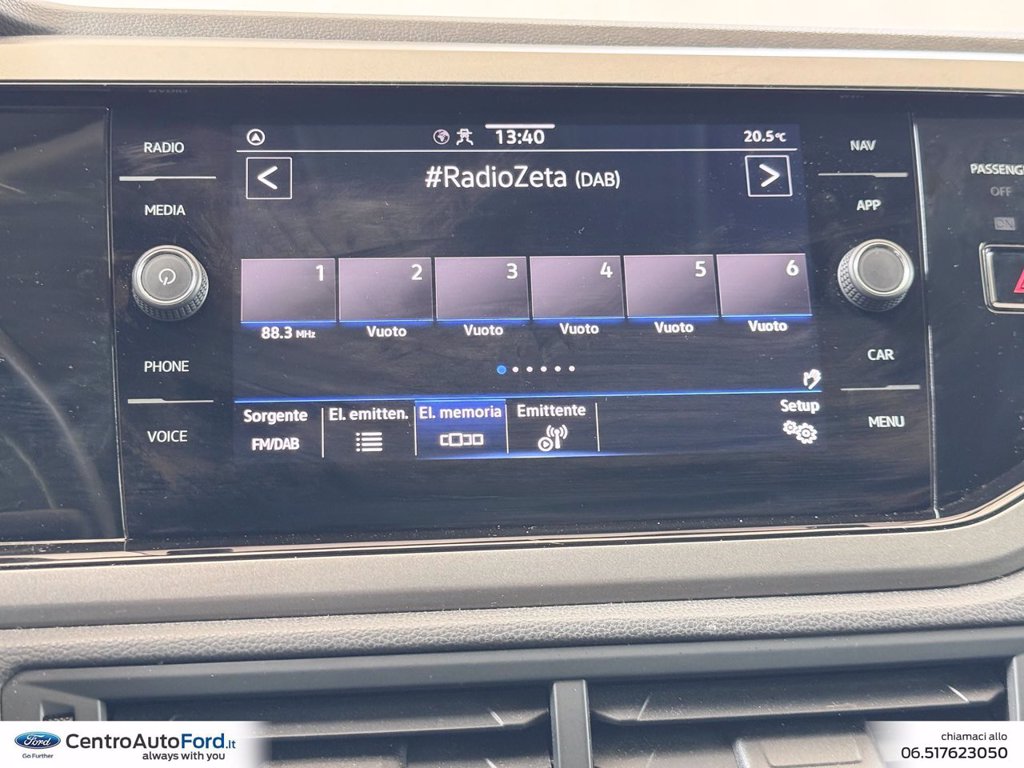 RADIO
MEDIA
PHONE
VOICE
13:40
20.5°C
#RadioZeta (DAB)
1
2
3
4
5
6
88.3 MHz
Vuoto
Vuoto
Vuoto
Vuoto
Vuoto
Sorgente
FM/DAB
El. emitten.
El. memoria
Emittente
Setup
NAV
APP
CAR
MENU
PASSENG
OFF
ON
Ford
Go Further
CentroAutoFord.it
always with you
chiamaci allo
06.517623050